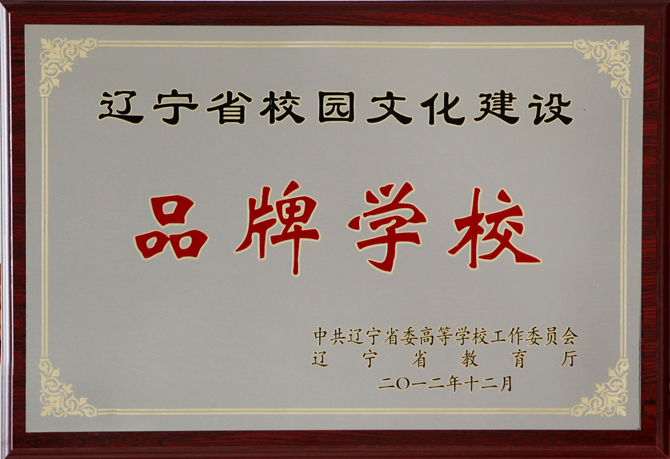 辽宁省校园文化建设
品牌学校
中共辽宁省委高等学校工作委员会
辽宁省教育厅
二〇一二年十二月